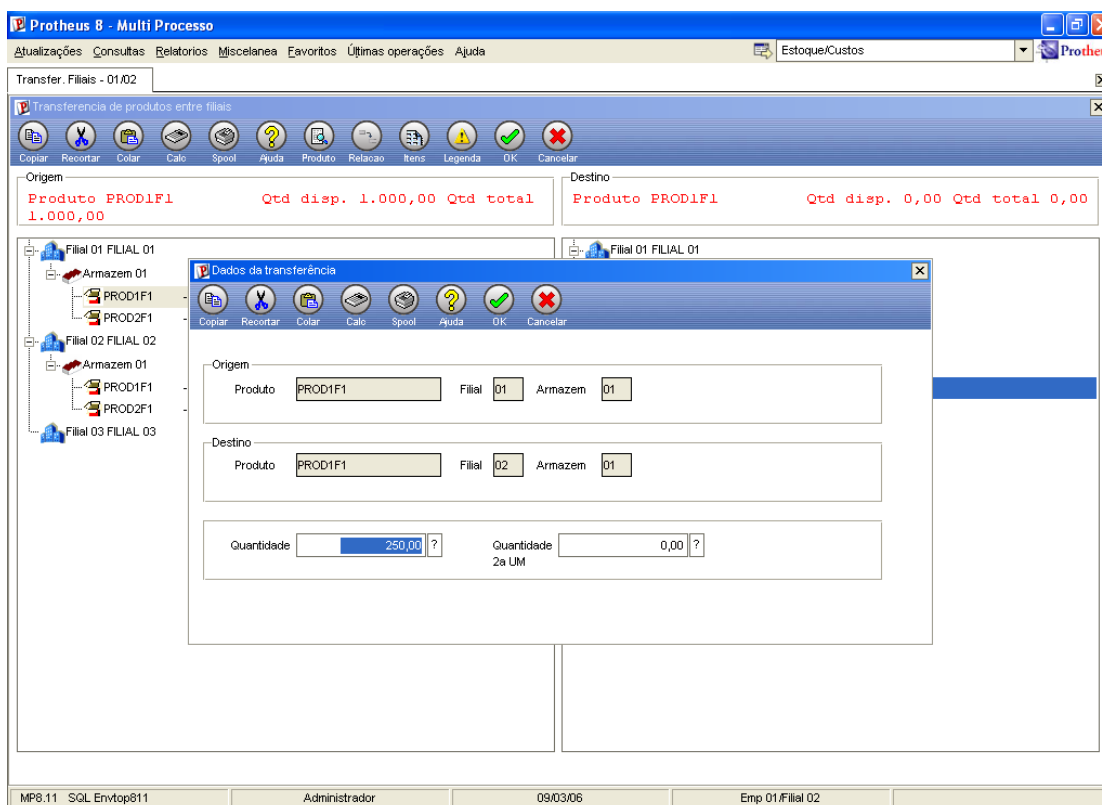 Protheus 8 - Multi Processo
Atualizações Consultas Relatorios Miscelanea Favoritos Últimas operações Ajuda Estoque/Custos
Transfer. Filiais - 01/02
Transferencia de produtos entre filiais
Copiar Recortar Colar Calc Spool Ajuda Produto Relacao Itens Legenda OK Cancelar
Origem
Produto PROD1F1 Qtd disp. 1.000,00 Qtd total
1.000,00
Destino
Produto PROD1F1 Qtd disp. 0,00 Qtd total 0,00
Filial 01 FILIAL 01
Armazem 01
PROD1F1
PROD2F1
Filial 02 FILIAL 02
Armazem 01
PROD1F1
PROD2F1
Filial 03 FILIAL 03
Filial 01 FILIAL 01
Dados da transferência
Copiar Recortar Colar Calc Spool Ajuda OK Cancelar
Origem
Produto PROD1F1 Filial 01 Armazem 01
Destino
Produto PROD1F1 Filial 02 Armazem 01
Quantidade 250,00 ? Quantidade 0,00 ?
2a UM
MP8.11 SQL Envtop811 Administrador 09/03/06 Emp 01/Filial 02